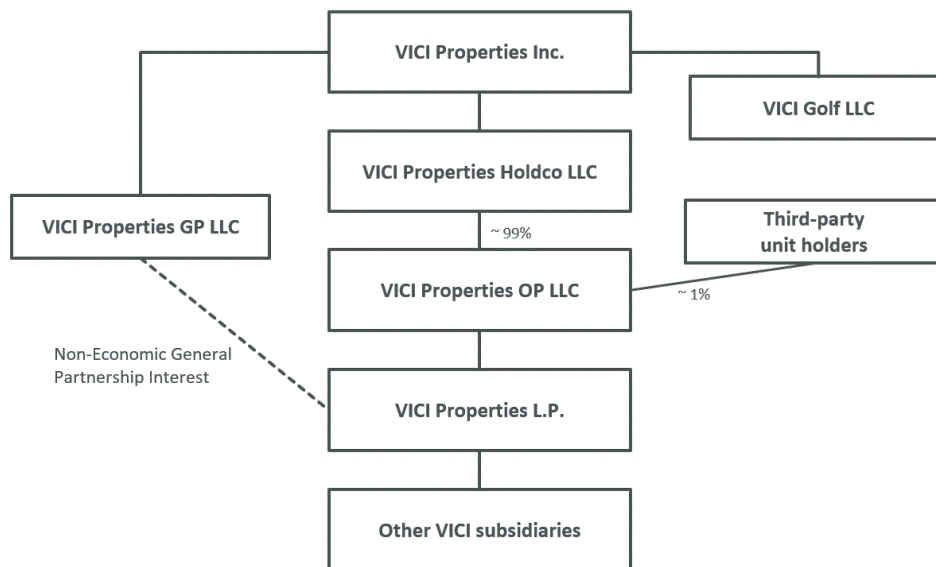 VICI Properties Inc.
VICI Golf LLC
VICI Properties Holdco LLC
VICI Properties GP LLC
Third-party
unit holders
~ 99%
VICI Properties OP LLC
~ 1%
Non-Economic General
Partnership Interest
VICI Properties L.P.
Other VICI subsidiaries